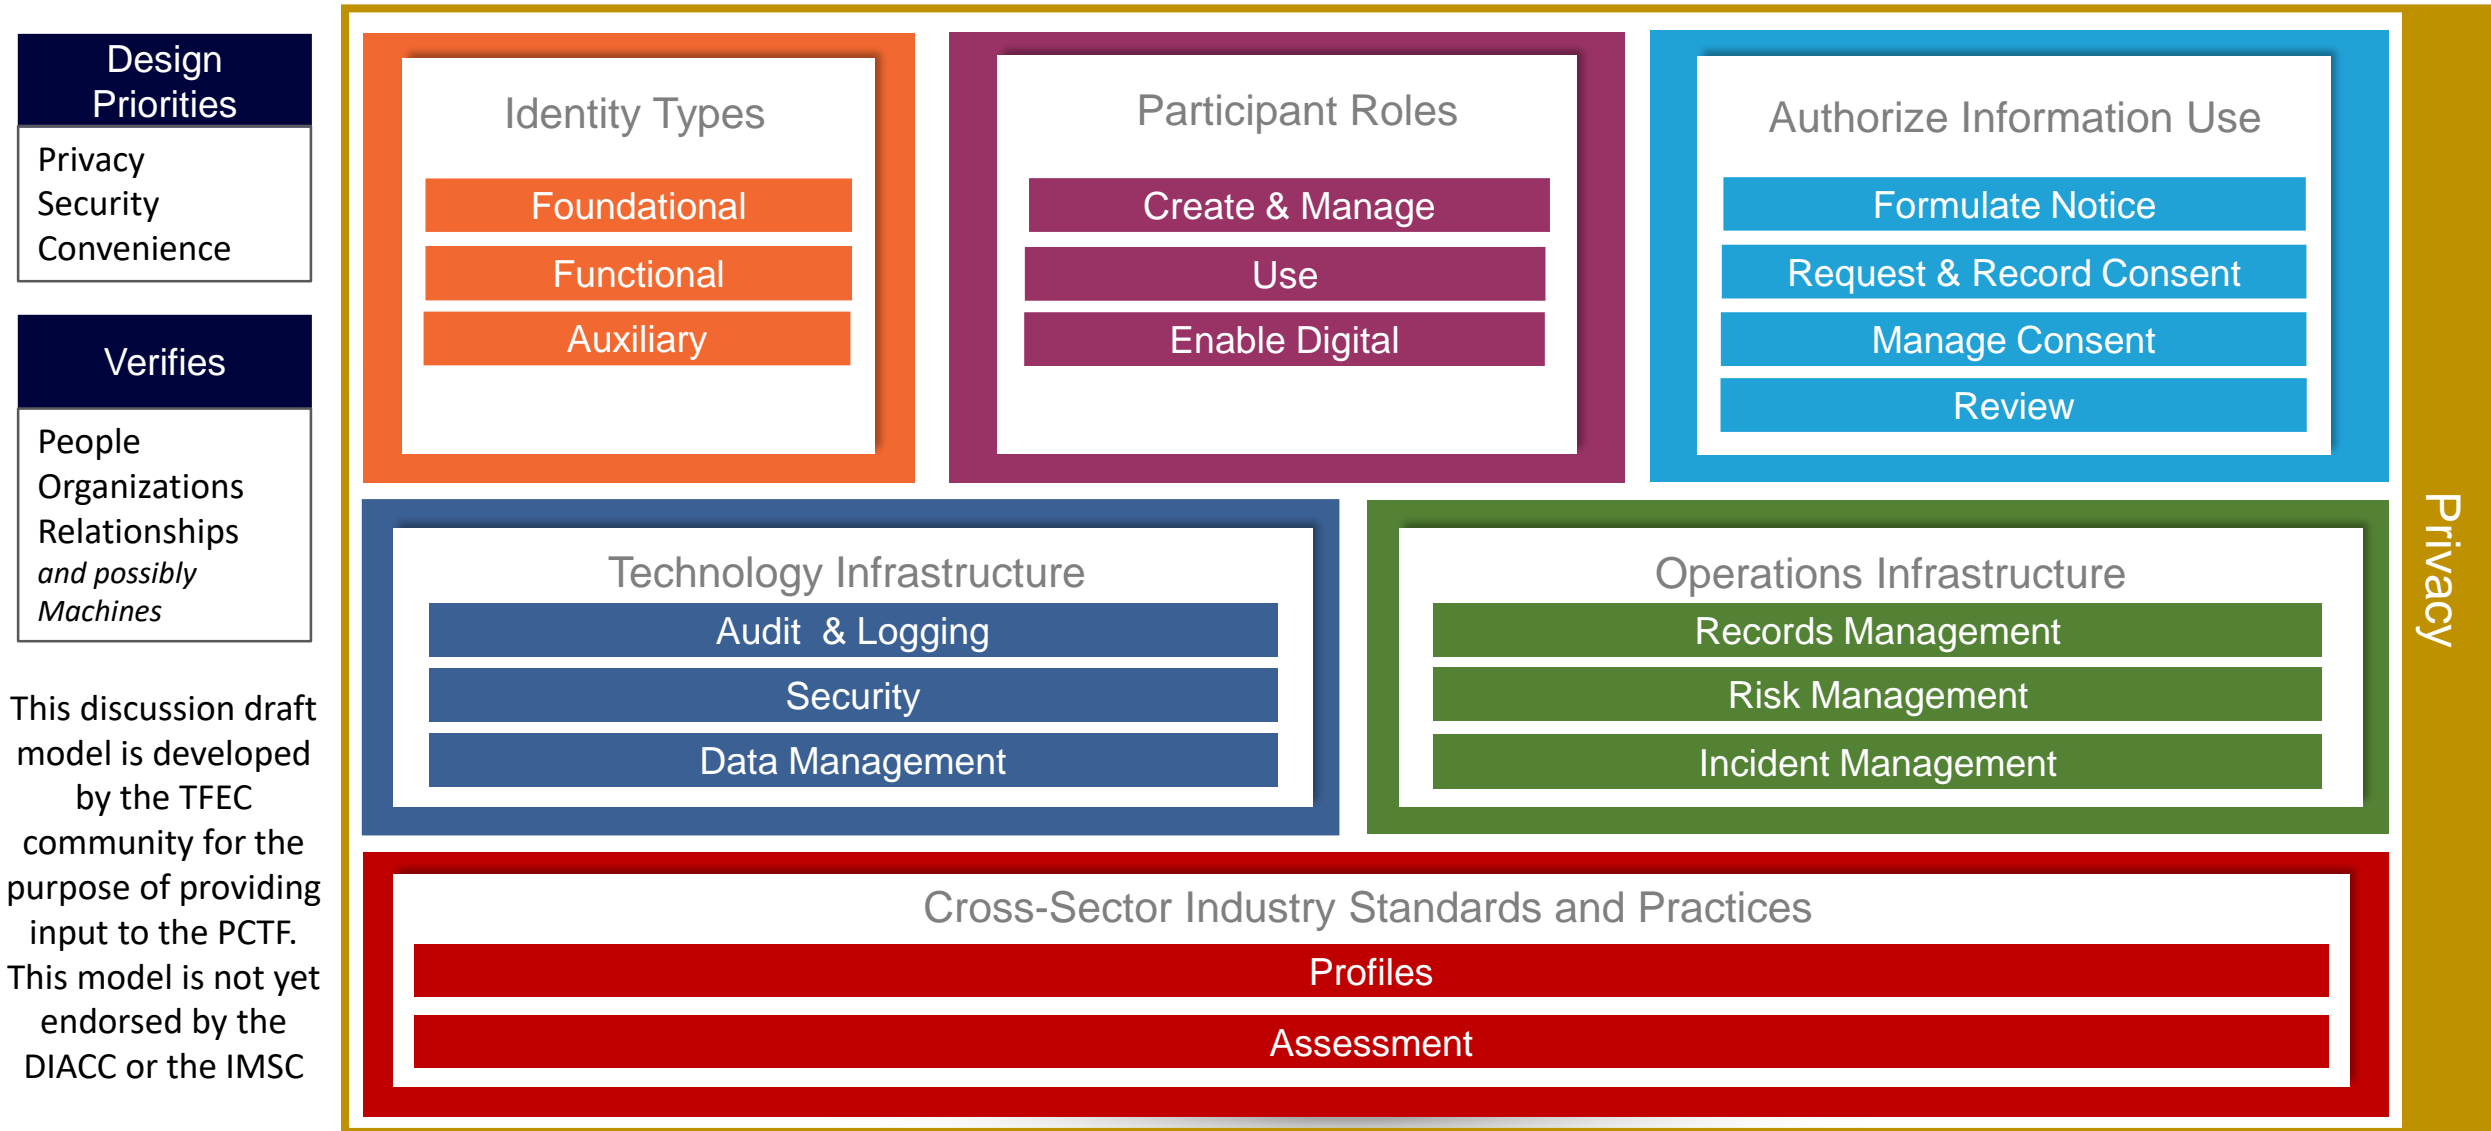 Design
Priorities
Privacy
Security
Convenience
Verifies
People
Organizations
Relationships
and possibly
Machines
This discussion draft
model is developed
by the TFEC
community for the
purpose of providing
input to the PCTF.
This model is not yet
endorsed by the
DIACC or the IMSC
Identity Types
Foundational
Functional
Auxiliary
Participant Roles
Create & Manage
Use
Enable Digital
Authorize Information Use
Formulate Notice
Request & Record Consent
Manage Consent
Review
Technology Infrastructure
Audit & Logging
Security
Data Management
Operations Infrastructure
Records Management
Risk Management
Incident Management
Cross-Sector Industry Standards and Practices
Profiles
Assessment
Privacy